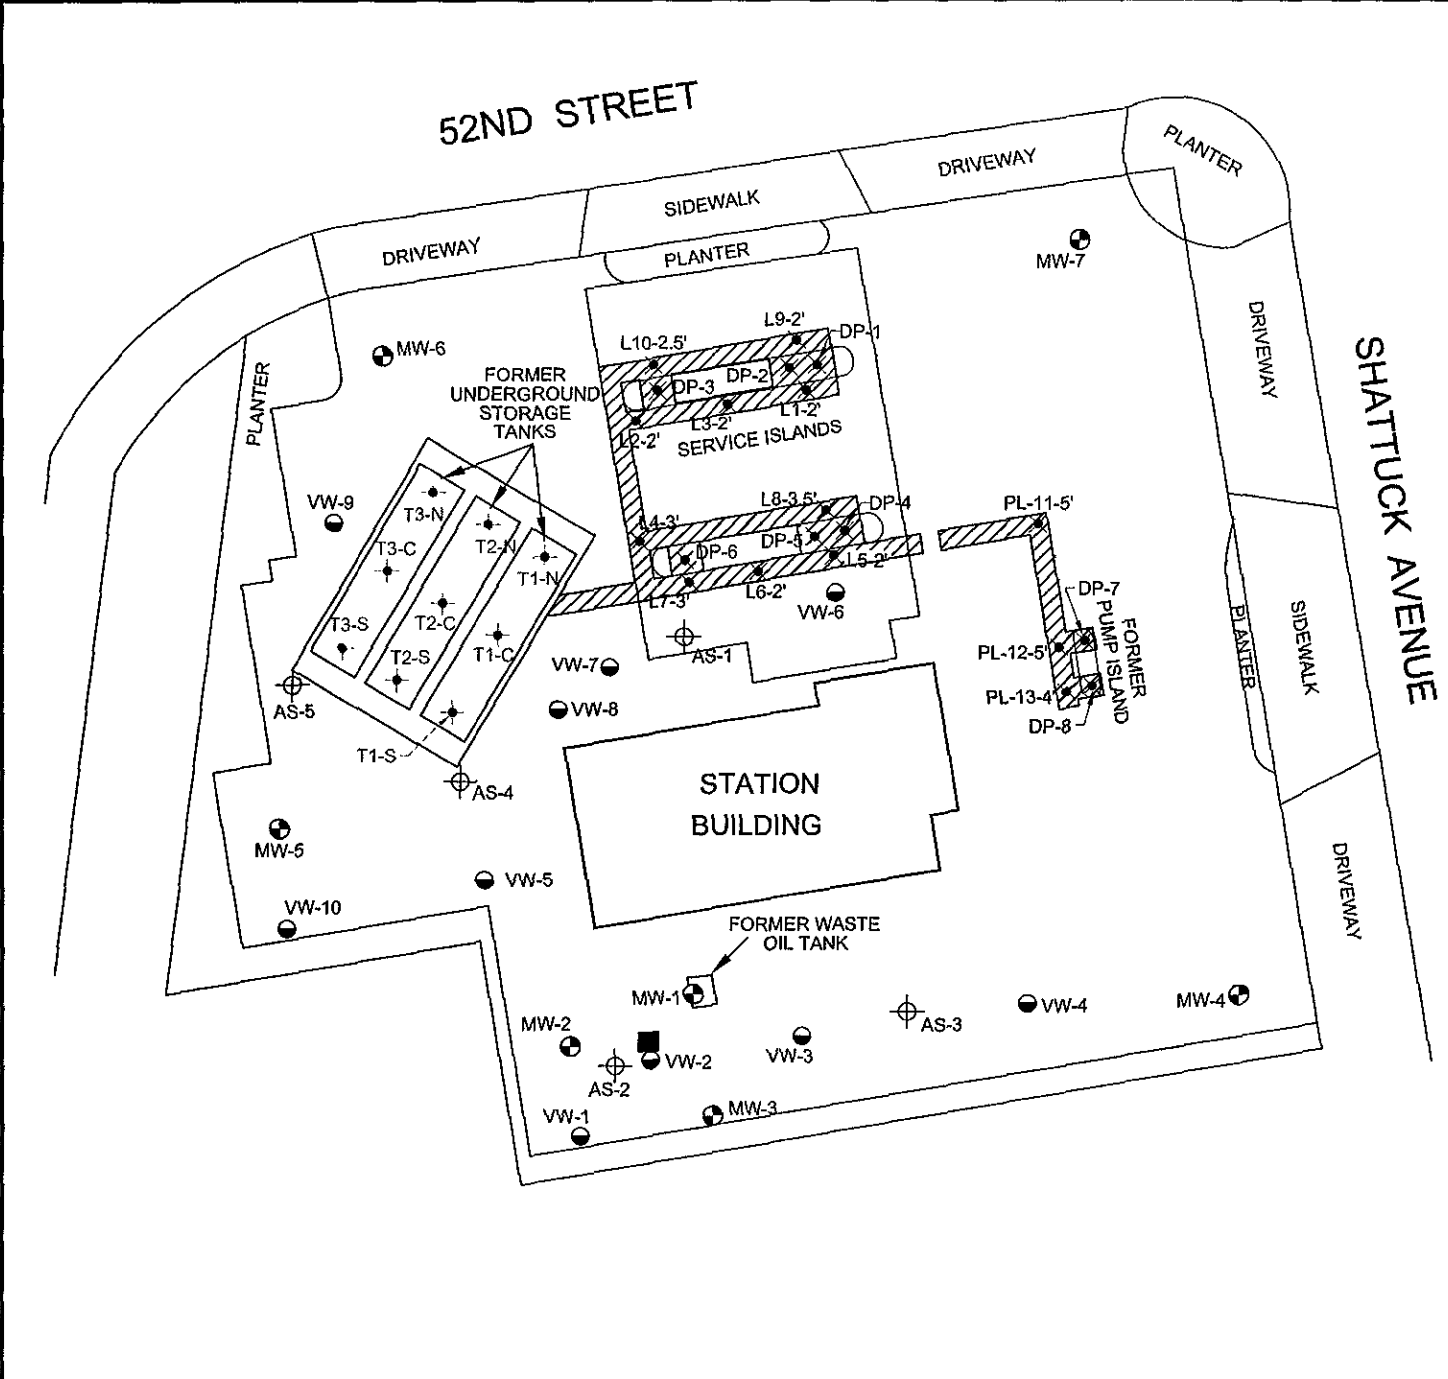 52ND STREET
PLANTER
DRIVEWAY
SIDEWALK
DRIVEWAY
PLANTER
MW-7
DRIVEWAY
L9-2'
DP-1
L10-2.5'
MW-6
FORMER
UNDERGROUND
STORAGE
TANKS
DP-3
DP-2
PLANTER
L1-2'
L3-2'
L2-2'
SERVICE ISLANDS
SHATTUCK AVENUE
VW-9
T3-N
L8-3.5'
DP-4
PL-11-5'
L4-3'
T2-N
T3-C
DP-6
DP-5
L5-2'
T1-N
L7-3'
L6-2'
VW-6
DP-7
T3-S
T2-C
FORMER
PUMP ISLAND
PLANTER
SIDEWALK
T2-S
T1-C
VW-7
AS-1
PL-12-5'
AS-5
VW-8
PL-13-4'
DP-8
T1-S
AS-4
STATION
BUILDING
MW-5
DRIVEWAY
VW-5
VW-10
FORMER WASTE
OIL TANK
MW-1
MW-2
AS-3
VW-4
MW-4
VW-2
VW-3
AS-2
VW-1
MW-3